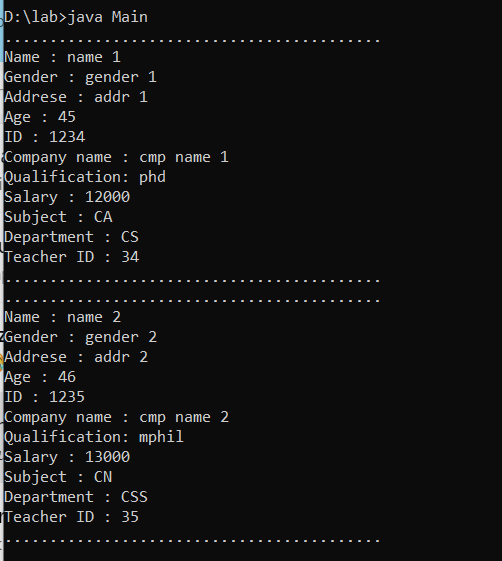 D:\lab>java Main
..........................................
Name : name 1
Gender : gender 1
Addrese : addr 1
Age : 45
ID : 1234
Company name : cmp name 1
Qualification: phd
Salary : 12000
Subject : CA
Department : CS
Teacher ID : 34
..........................................
..........................................
Name : name 2
Gender : gender 2
Addrese : addr 2
Age : 46
ID : 1235
Company name : cmp name 2
Qualification: mphil
Salary : 13000
Subject : CN
Department : CSS
Teacher ID : 35
..........................................